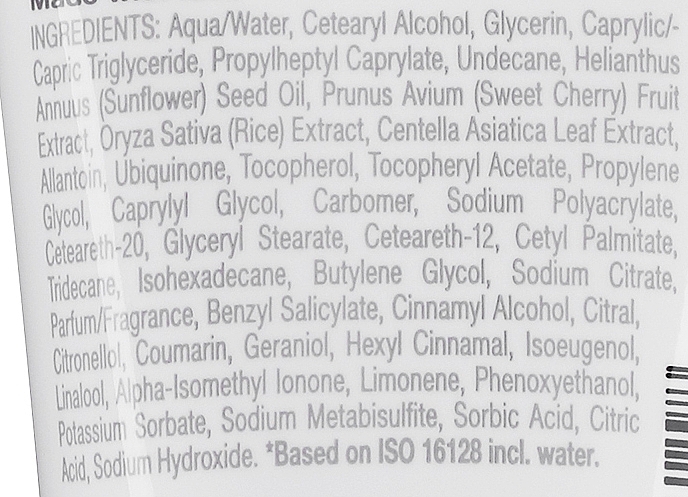 INGREDIENTS: Aqua/Water, Cetearyl Alcohol, Glycerin, Caprylic/-
Capric Triglyceride, Propylheptyl Caprylate, Undecane, Helianthus
Annuus (Sunflower) Seed Oil, Prunus Avium (Sweet Cherry) Fruit
Extract, Oryza Sativa (Rice) Extract, Centella Asiatica Leaf Extract,
Allantoin, Ubiquinone, Tocopherol, Tocopheryl Acetate, Propylene
Glycol, Caprylyl Glycol, Carbomer, Sodium Polyacrylate,
Ceteareth-20, Glyceryl Stearate, Ceteareth-12, Cetyl Palmitate,
Tridecane, Isohexadecane, Butylene Glycol, Sodium Citrate,
Parfum/Fragrance, Benzyl Salicylate, Cinnamyl Alcohol, Citral,
Citronellol, Coumarin, Geraniol, Hexyl Cinnamal, Isoeugenol,
Linalool, Alpha-Isomethyl Ionone, Limonene, Phenoxyethanol,
Potassium Sorbate, Sodium Metabisulfite, Sorbic Acid, Citric
Acid, Sodium Hydroxide. *Based on ISO 16128 incl. water.